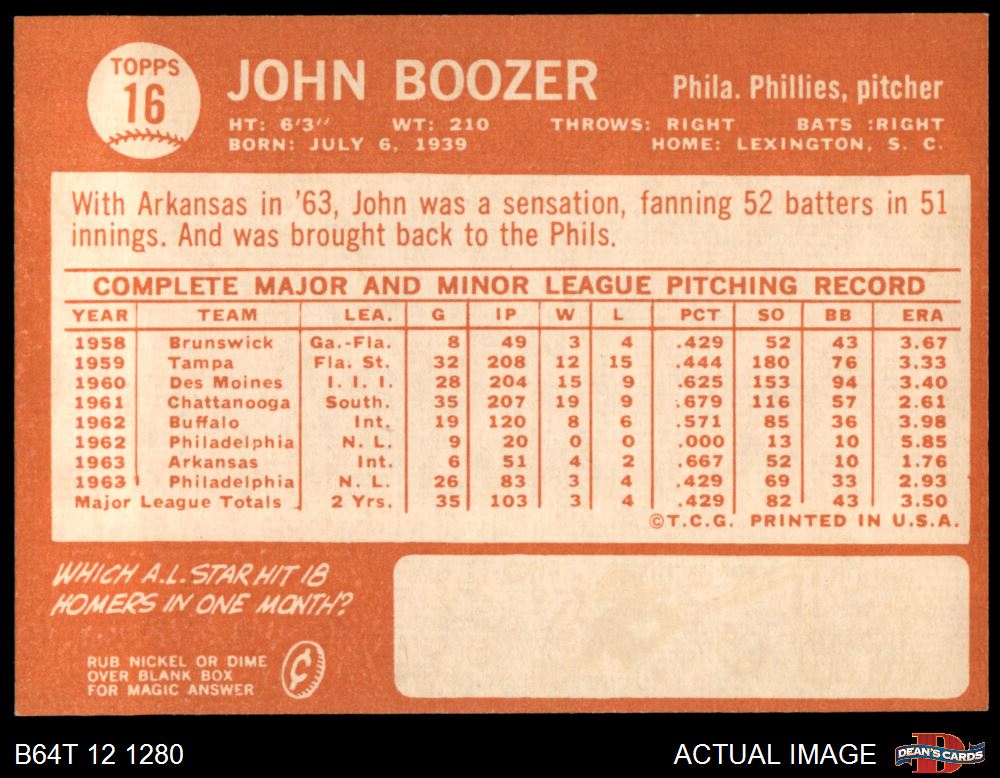 TOPPS
16
JOHN BOOZER
Phila. Phillies, pitcher
HT: 6'3" WT: 210 THROWS: RIGHT BATS :RIGHT
BORN: JULY 6, 1939 HOME: LEXINGTON, S. C.
With Arkansas in '63, John was a sensation, fanning 52 batters in 51
innings. And was brought back to the Phils.
COMPLETE MAJOR AND MINOR LEAGUE PITCHING RECORD
YEAR TEAM LEA. G IP W L PCT SO BB ERA
1958 Brunswick Ga.-Fla. 8 49 3 4 .429 52 43 3.67
1959 Tampa Fla. St. 32 208 12 15 .444 180 76 3.33
1960 Des Moines I. I. I. 28 204 15 9 .625 153 94 3.40
1961 Chattanooga South. 35 207 19 9 .679 116 57 2.61
1962 Buffalo Int. 19 120 8 6 .571 85 36 3.98
1962 Philadelphia N. L. 9 20 0 0 .000 13 10 5.85
1963 Arkansas Int. 6 51 4 2 .667 52 10 1.76
1963 Philadelphia N. L. 26 83 3 4 .429 69 33 2.93
Major League Totals 2 Yrs. 35 103 3 4 .429 82 43 3.50
©T.C.G. PRINTED IN U.S.A.
WHICH A.L. STAR HIT 18
HOMERS IN ONE MONTH?
RUB NICKEL OR DIME
OVER BLANK BOX
FOR MAGIC ANSWER
¢
B64T 12 1280 ACTUAL IMAGE
D
DEAN'S CARDS